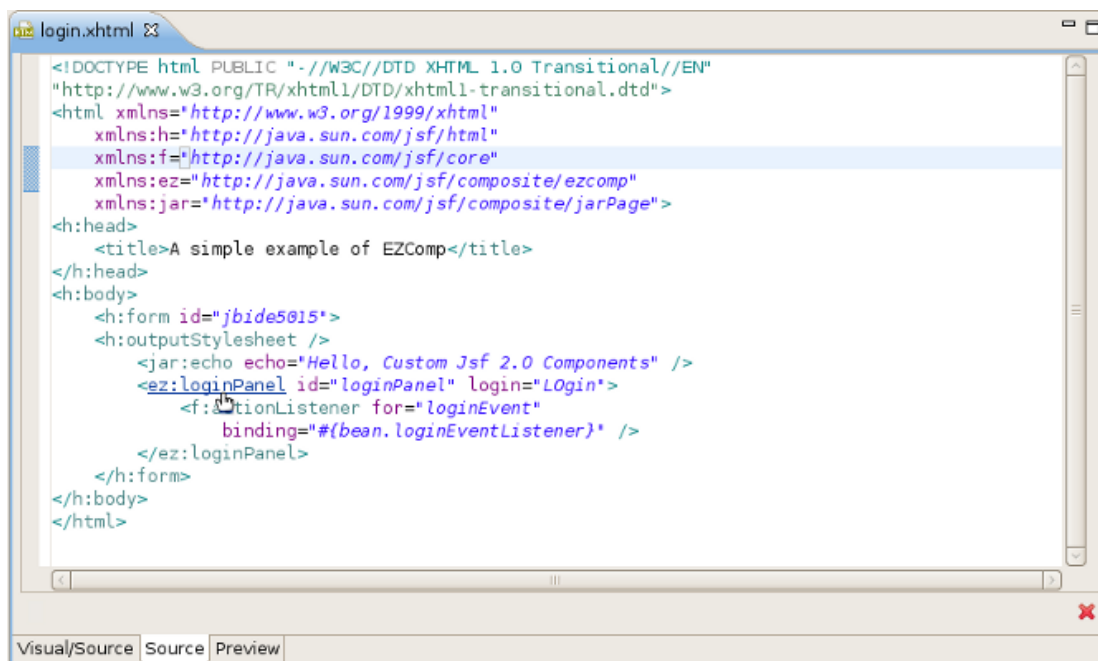 login.xhtml
<!DOCTYPE html PUBLIC "-//W3C//DTD XHTML 1.0 Transitional//EN"
"http://www.w3.org/TR/xhtml1/DTD/xhtml1-transitional.dtd">
<html xmlns="http://www.w3.org/1999/xhtml"
    xmlns:h="http://java.sun.com/jsf/html"
    xmlns:f="http://java.sun.com/jsf/core"
    xmlns:ez="http://java.sun.com/jsf/composite/ezcomp"
    xmlns:jar="http://java.sun.com/jsf/composite/jarPage">
<h:head>
    <title>A simple example of EZComp</title>
</h:head>
<h:body>
    <h:form id="jbide5015">
    <h:outputStylesheet />
        <jar:echo echo="Hello, Custom Jsf 2.0 Components" />
        <ez:loginPanel id="loginPanel" login="LOgin">
            <f:actionListener for="loginEvent"
                binding="#{bean.loginEventListener}" />
        </ez:loginPanel>
    </h:form>
</h:body>
</html>
Visual/Source Source Preview